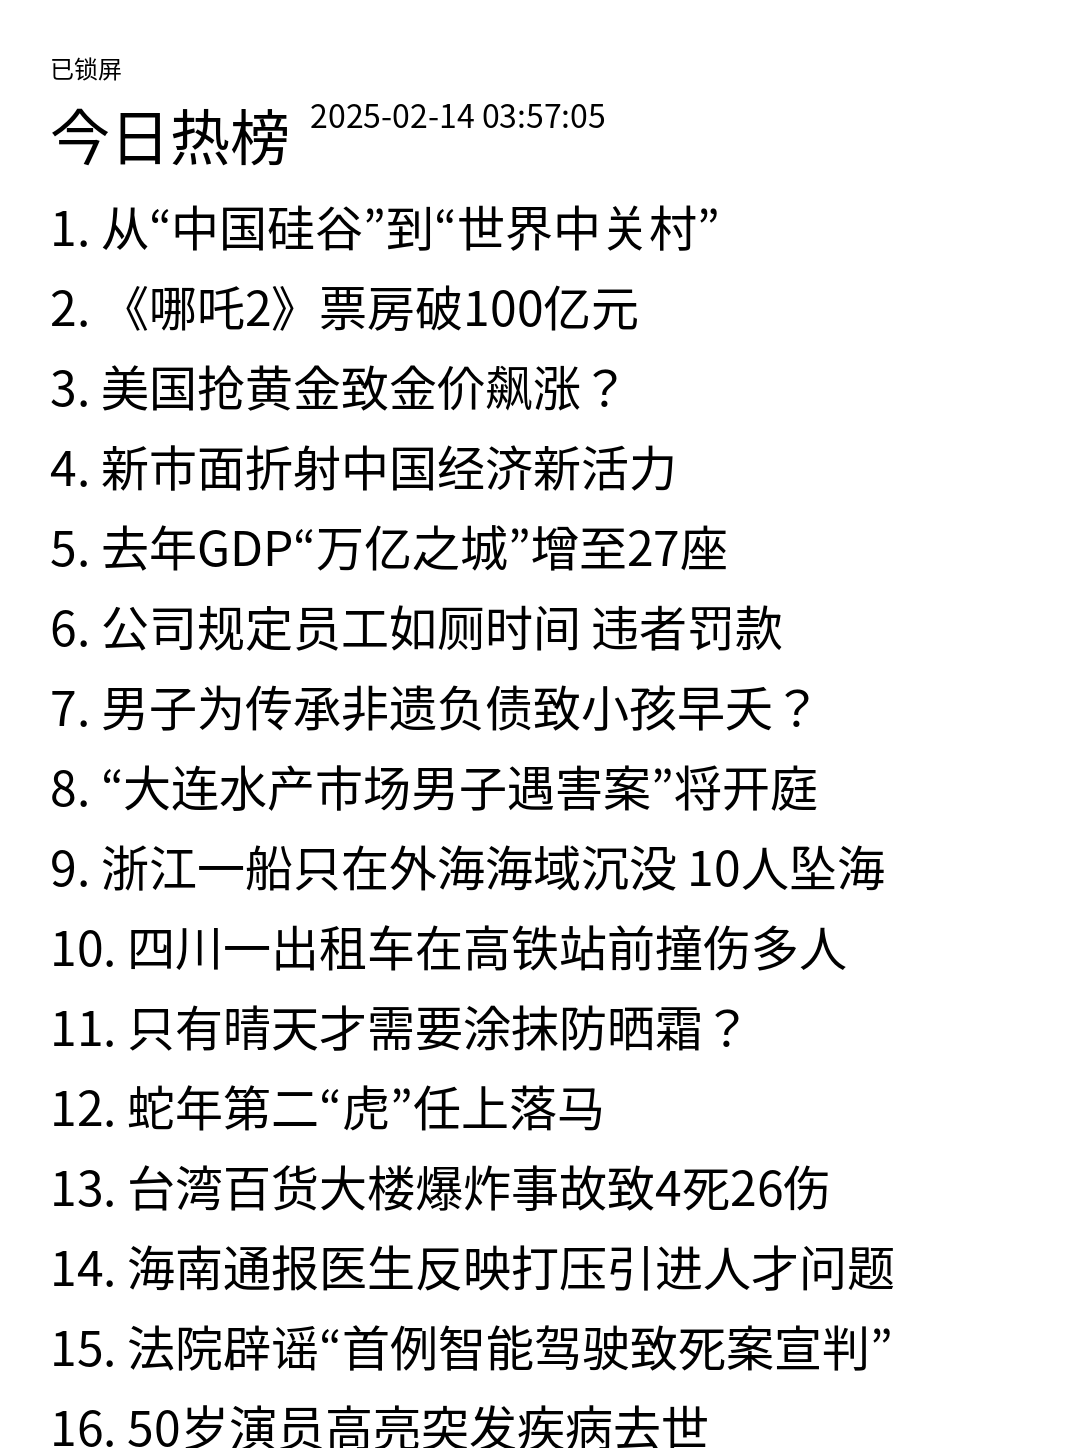 已锁屏
今日热榜 2025-02-14 03:57:05
1. 从“中国硅谷”到“世界中关村”
2. 《哪吒2》票房破100亿元
3. 美国抢黄金致金价飙涨？
4. 新市面折射中国经济新活力
5. 去年GDP“万亿之城”增至27座
6. 公司规定员工如厕时间 违者罚款
7. 男子为传承非遗负债致小孩早夭？
8. “大连水产市场男子遇害案”将开庭
9. 浙江一船只在外海海域沉没 10人坠海
10. 四川一出租车在高铁站前撞伤多人
11. 只有晴天才需要涂抹防晒霜？
12. 蛇年第二“虎”任上落马
13. 台湾百货大楼爆炸事故致4死26伤
14. 海南通报医生反映打压引进人才问题
15. 法院辟谣“首例智能驾驶致死案宣判”
16. 50岁演员高亮突发疾病去世